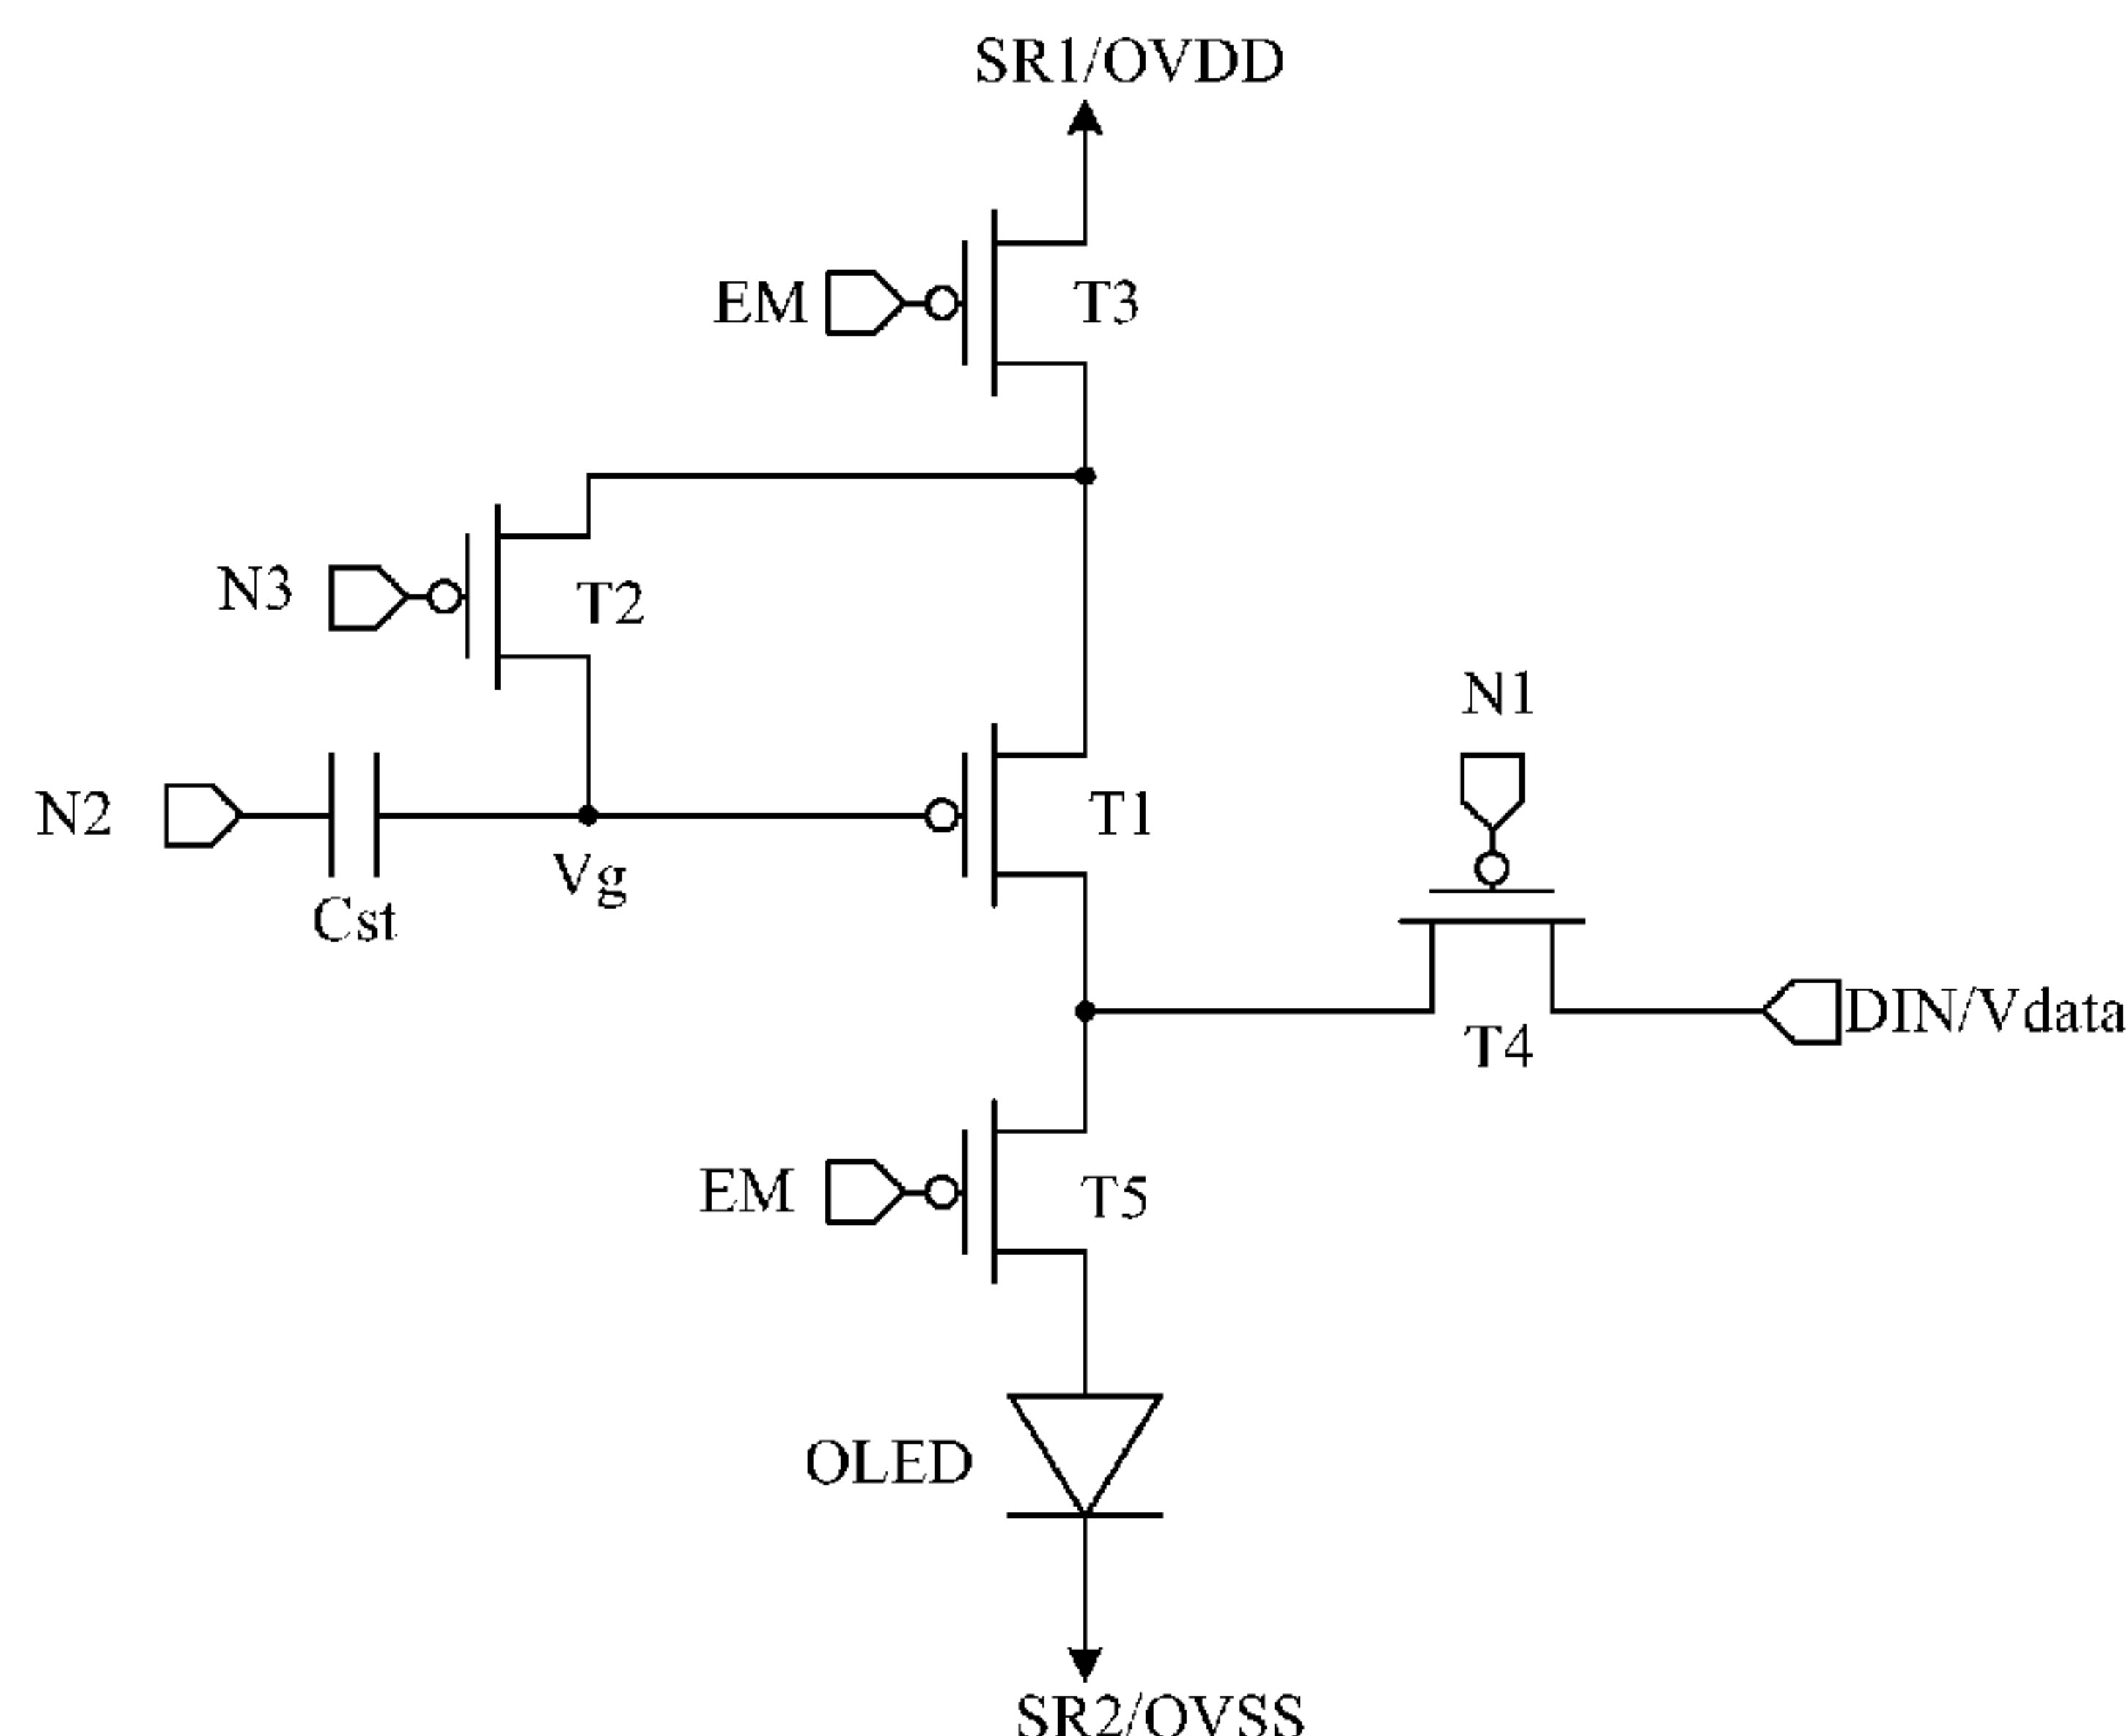 SR1/OVDD
EM
T3
N3
T2
N1
N2
T1
Vg
Cst
DIN/Vdata
T4
EM
T5
OLED
SR2/OVSS